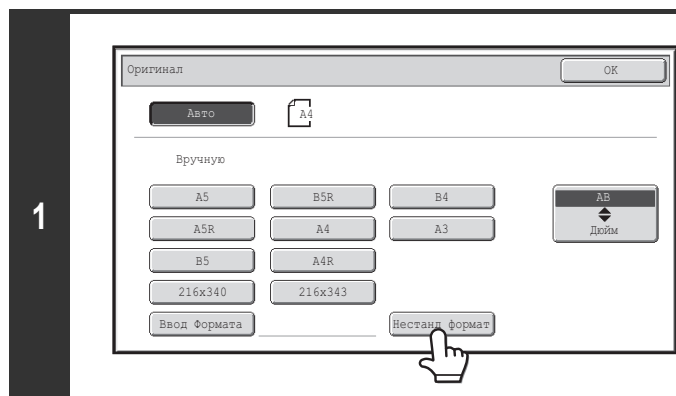 1
Оригинал OK
Авто A4
Вручную
A5 B5R B4 AB
A5R A4 A3 Дюйм
B5 A4R
216x340 216x343
Ввод Формата Нестанд формат